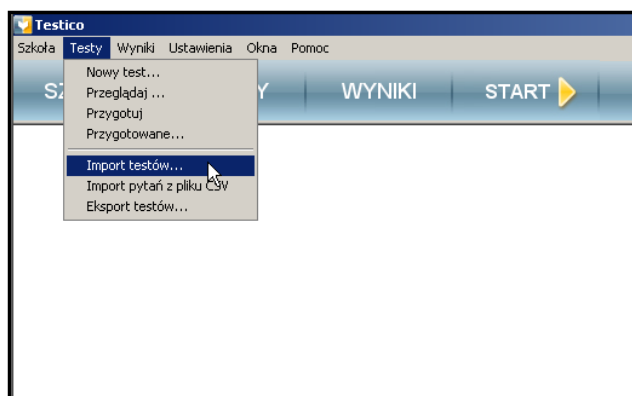 Testico
Szkoła Testy Wyniki Ustawienia Okna Pomoc
WYNIKI START
Nowy test...
Przeglądaj ...
Przygotuj
Przygotowane...
Import testów...
Import pytań z pliku CSV
Eksport testów...